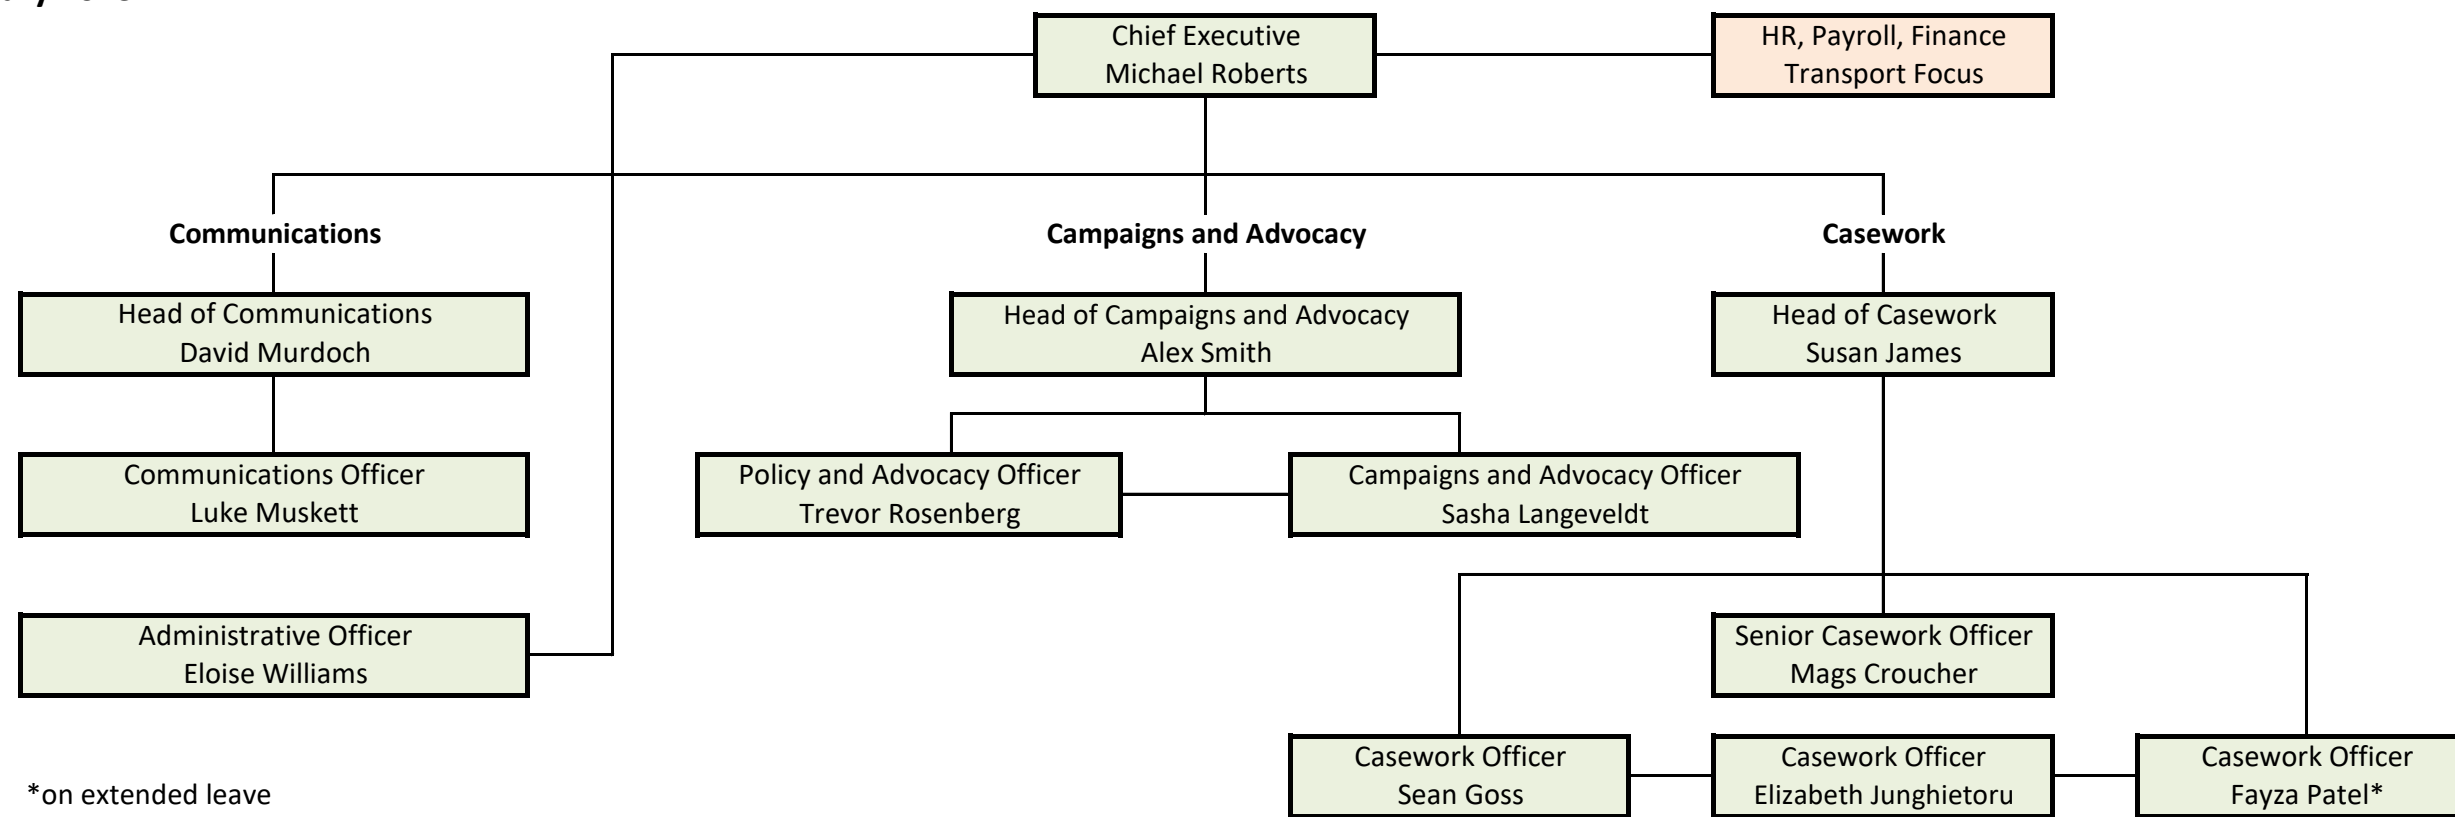 Chief Executive
Michael Roberts
HR, Payroll, Finance
Transport Focus
Communications
Campaigns and Advocacy
Casework
Head of Communications
David Murdoch
Head of Campaigns and Advocacy
Alex Smith
Head of Casework
Susan James
Communications Officer
Luke Muskett
Policy and Advocacy Officer
Trevor Rosenberg
Campaigns and Advocacy Officer
Sasha Langeveldt
Administrative Officer
Eloise Williams
Senior Casework Officer
Mags Croucher
Casework Officer
Sean Goss
Casework Officer
Elizabeth Junghietoru
Casework Officer
Fayza Patel*
*on extended leave